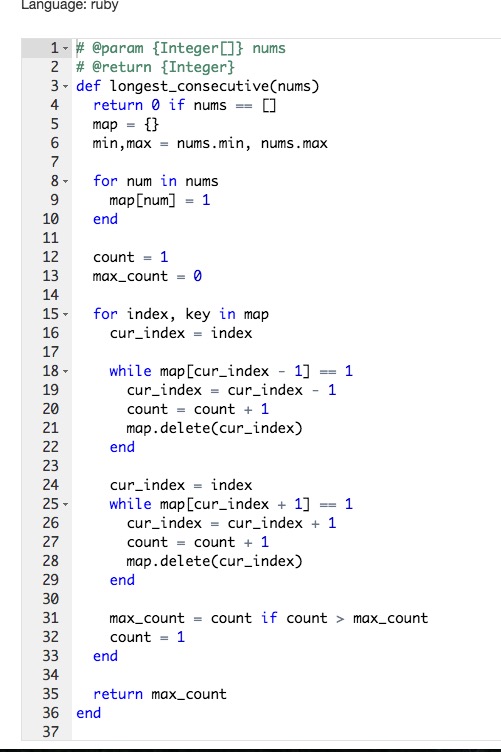 Language: ruby
1 # @param {Integer[]} nums
2 # @return {Integer}
3 def longest_consecutive(nums)
4   return 0 if nums == []
5   map = {}
6   min,max = nums.min, nums.max
7
8   for num in nums
9     map[num] = 1
10   end
11
12   count = 1
13   max_count = 0
14
15   for index, key in map
16     cur_index = index
17
18     while map[cur_index - 1] == 1
19       cur_index = cur_index - 1
20       count = count + 1
21       map.delete(cur_index)
22     end
23
24     cur_index = index
25     while map[cur_index + 1] == 1
26       cur_index = cur_index + 1
27       count = count + 1
28       map.delete(cur_index)
29     end
30
31     max_count = count if count > max_count
32     count = 1
33   end
34
35   return max_count
36 end
37